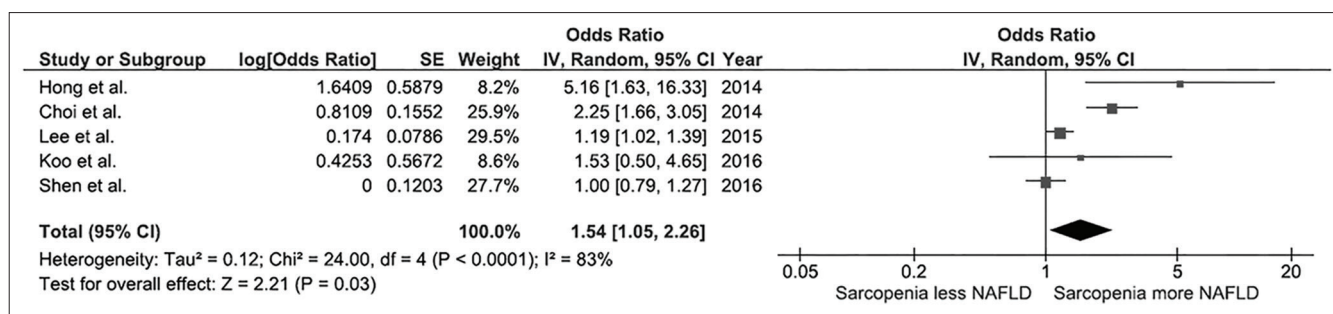 Odds Ratio Odds Ratio
Study or Subgroup log[Odds Ratio] SE Weight IV, Random, 95% CI Year IV, Random, 95% CI
Hong et al. 1.6409 0.5879 8.2% 5.16 [1.63, 16.33] 2014
Choi et al. 0.8109 0.1552 25.9% 2.25 [1.66, 3.05] 2014
Lee et al. 0.174 0.0786 29.5% 1.19 [1.02, 1.39] 2015
Koo et al. 0.4253 0.5672 8.6% 1.53 [0.50, 4.65] 2016
Shen et al. 0 0.1203 27.7% 1.00 [0.79, 1.27] 2016
Total (95% CI) 100.0% 1.54 [1.05, 2.26]
Heterogeneity: Tau² = 0.12; Chi² = 24.00, df = 4 (P < 0.0001); I² = 83%
Test for overall effect: Z = 2.21 (P = 0.03)
0.05 0.2 1 5 20
Sarcopenia less NAFLD Sarcopenia more NAFLD